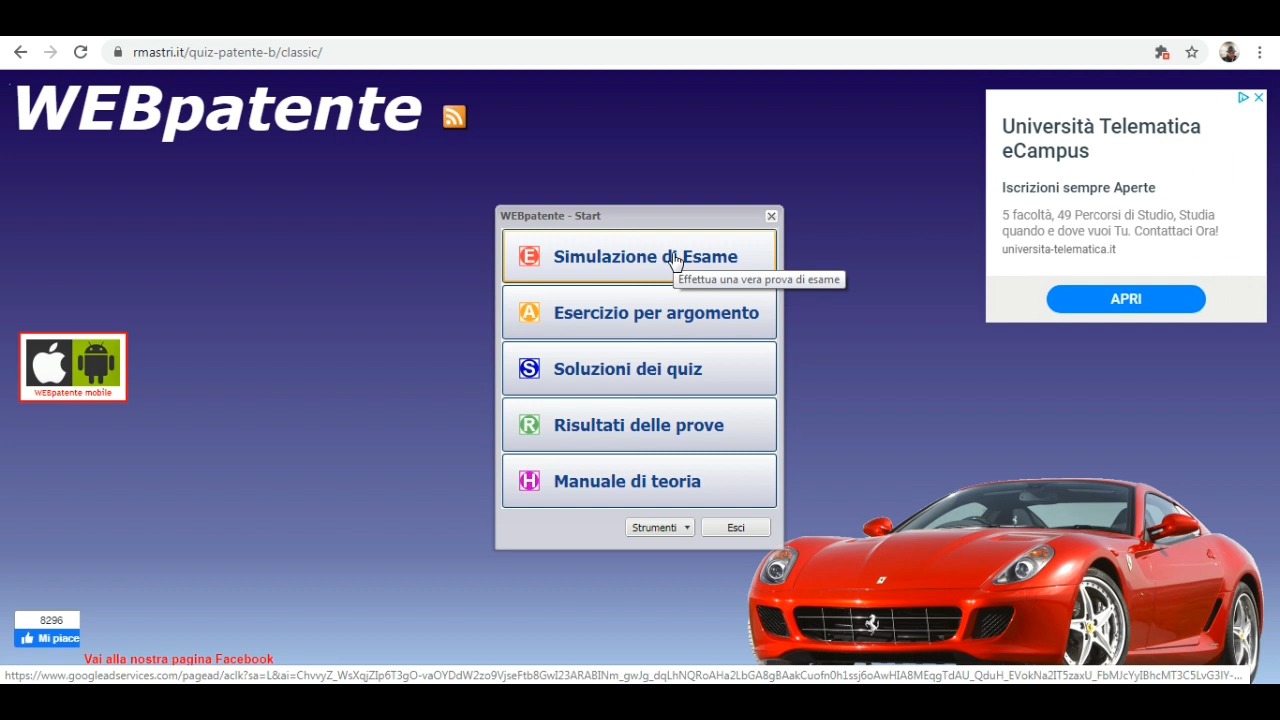 rmastri.it/quiz-patente-b/classic/
WEBpatente
Università Telematica
eCampus
Iscrizioni sempre Aperte
5 facoltà, 49 Percorsi di Studio, Studia
quando e dove vuoi Tu. Contattaci Ora!
universita-telematica.it
APRI
WEBpatente - Start
E Simulazione di Esame
Effettua una vera prova di esame
A Esercizio per argomento
S Soluzioni dei quiz
R Risultati delle prove
H Manuale di teoria
Strumenti
Esci
WEBpatente mobile
8296
Mi piace
Vai alla nostra pagina Facebook